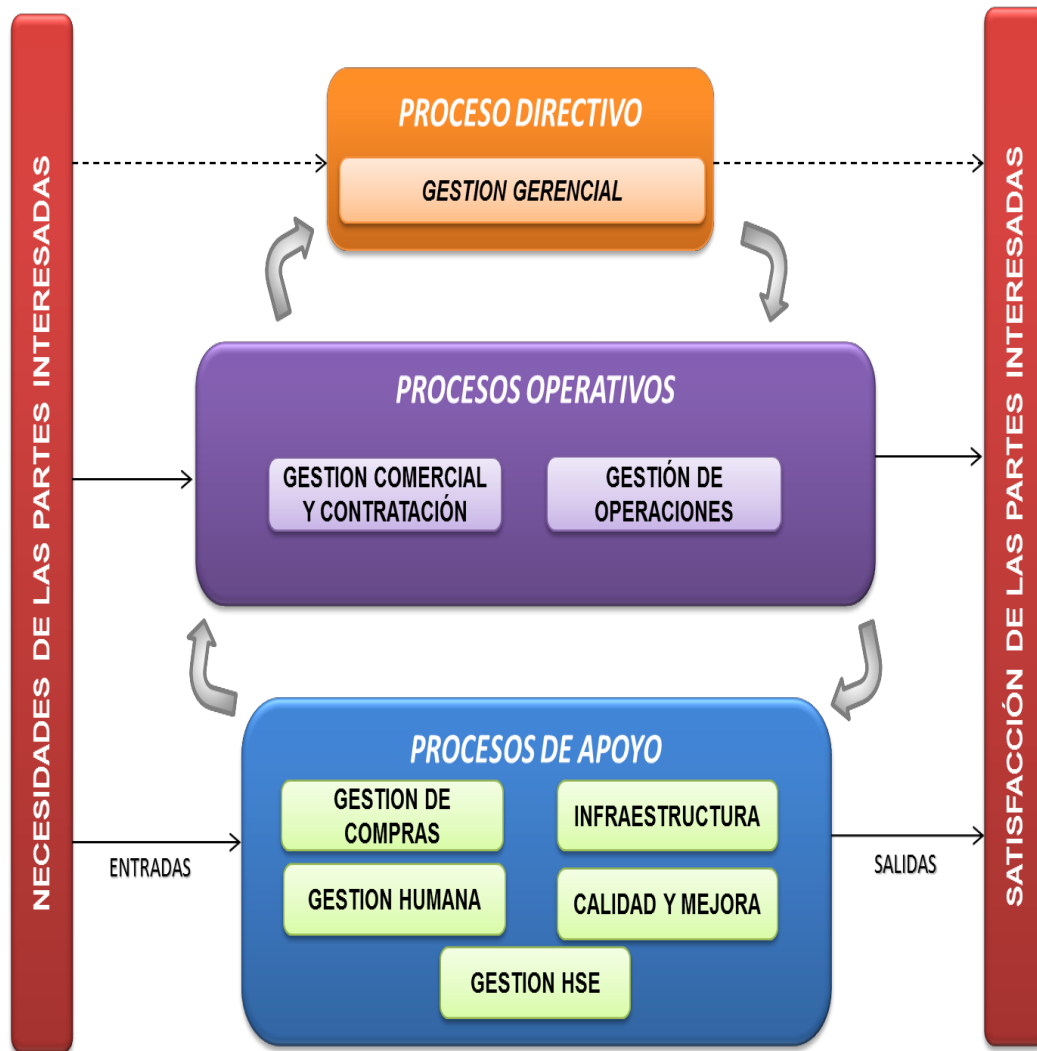 NECESIDADES DE LAS PARTES INTERESADAS
PROCESO DIRECTIVO
GESTION GERENCIAL
PROCESOS OPERATIVOS
GESTION COMERCIAL
Y CONTRATACIÓN
GESTIÓN DE
OPERACIONES
PROCESOS DE APOYO
GESTION DE
COMPRAS
INFRAESTRUCTURA
GESTION HUMANA
CALIDAD Y MEJORA
GESTION HSE
ENTRADAS
SALIDAS
SATISFACCIÓN DE LAS PARTES INTERESADAS